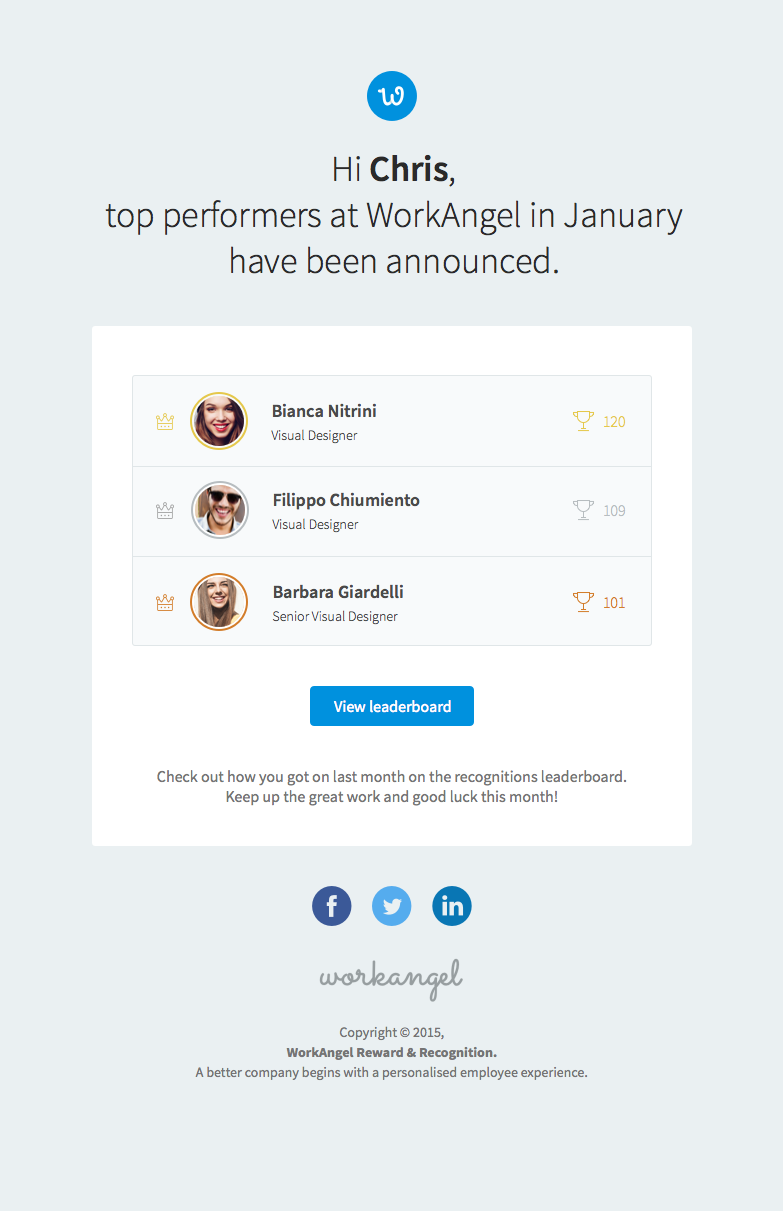 w
Hi Chris,
top performers at WorkAngel in January
have been announced.
Bianca Nitrini
Visual Designer
120
Filippo Chiumiento
Visual Designer
109
Barbara Giardelli
Senior Visual Designer
101
View leaderboard
Check out how you got on last month on the recognitions leaderboard.
Keep up the great work and good luck this month!
f
in
workangel
Copyright © 2015,
WorkAngel Reward & Recognition.
A better company begins with a personalised employee experience.